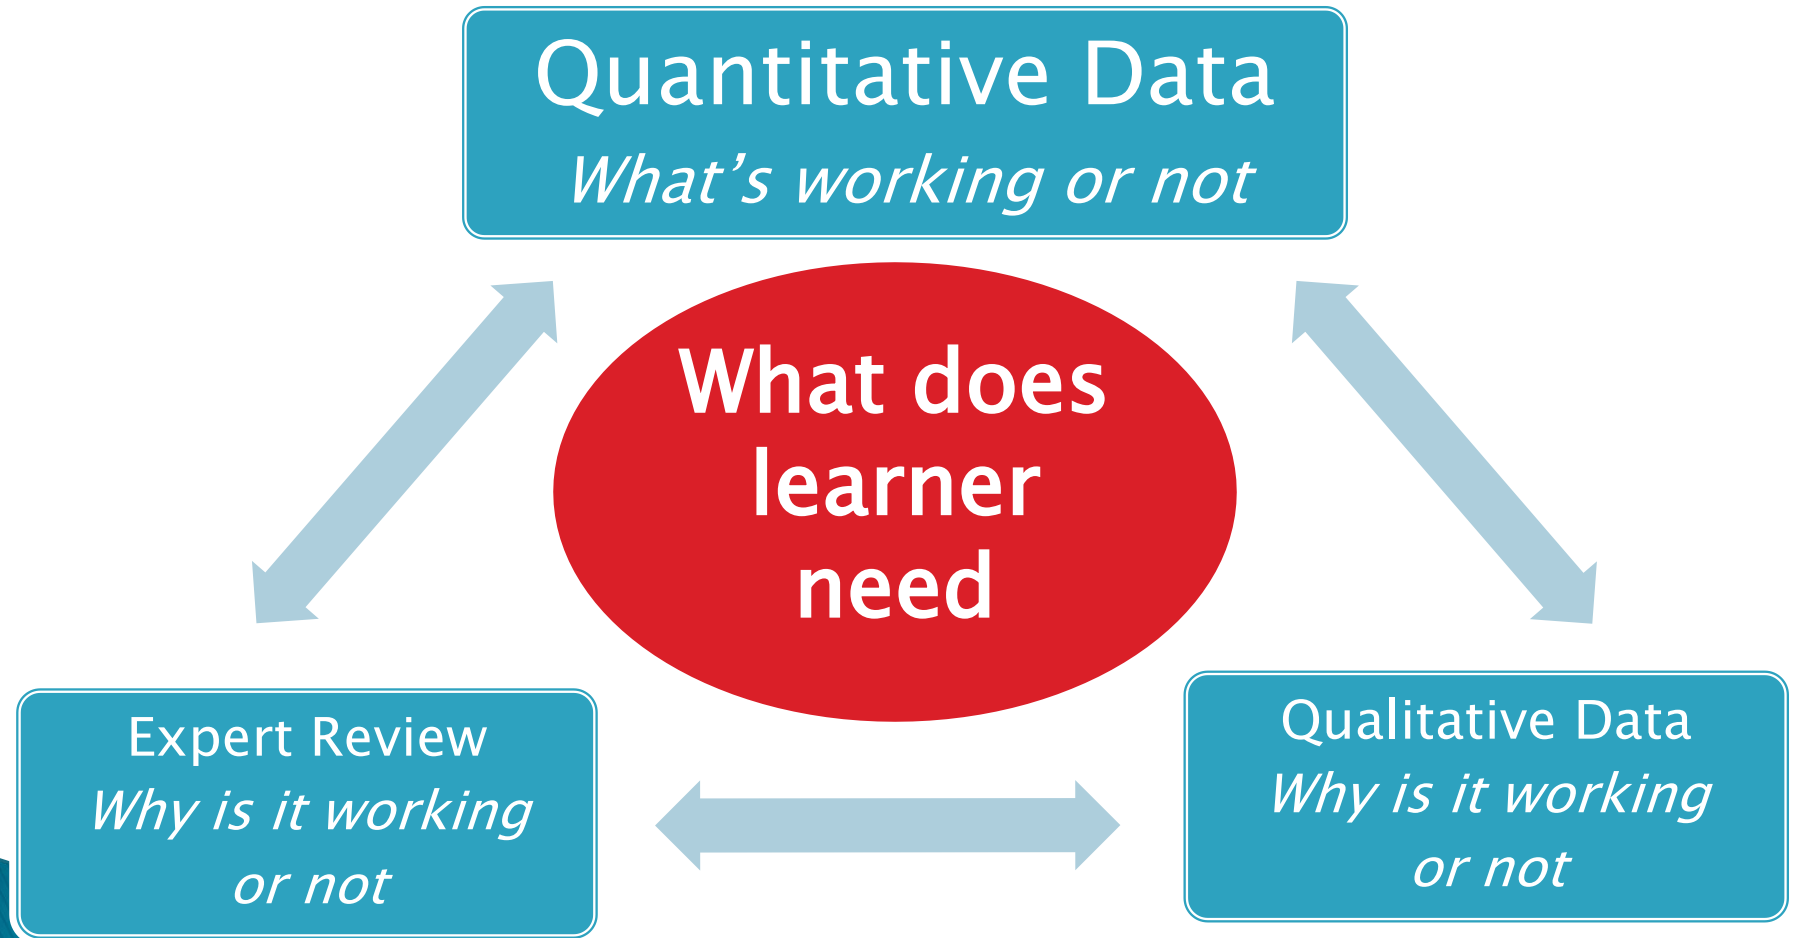 Quantitative Data
What’s working or not
What does
learner
need
Expert Review
Why is it working
or not
Qualitative Data
Why is it working
or not